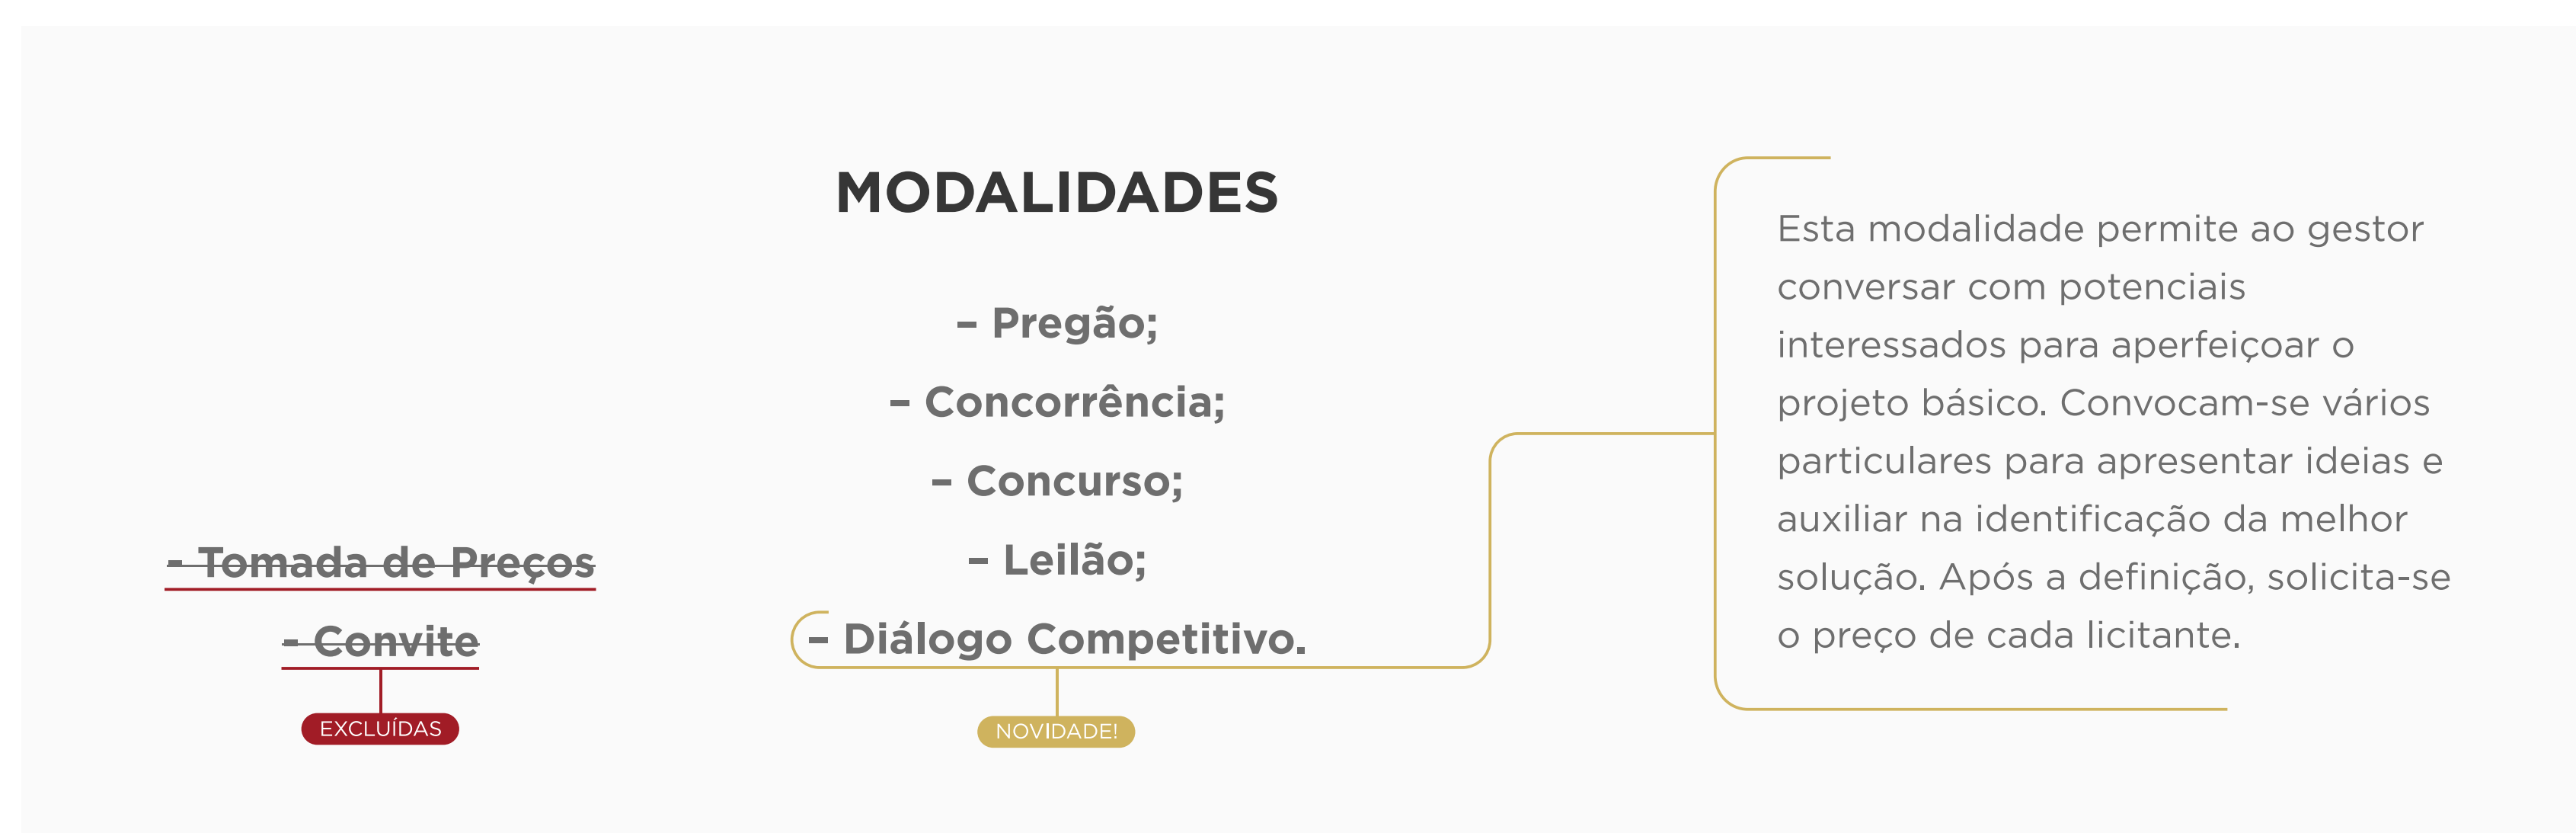 MODALIDADES
– Pregão;
– Concorrência;
– Concurso;
– Leilão;
– Diálogo Competitivo.
NOVIDADE!
- Tomada de Preços
- Convite
EXCLUÍDAS
Esta modalidade permite ao gestor
conversar com potenciais
interessados para aperfeiçoar o
projeto básico. Convocam-se vários
particulares para apresentar ideias e
auxiliar na identificação da melhor
solução. Após a definição, solicita-se
o preço de cada licitante.